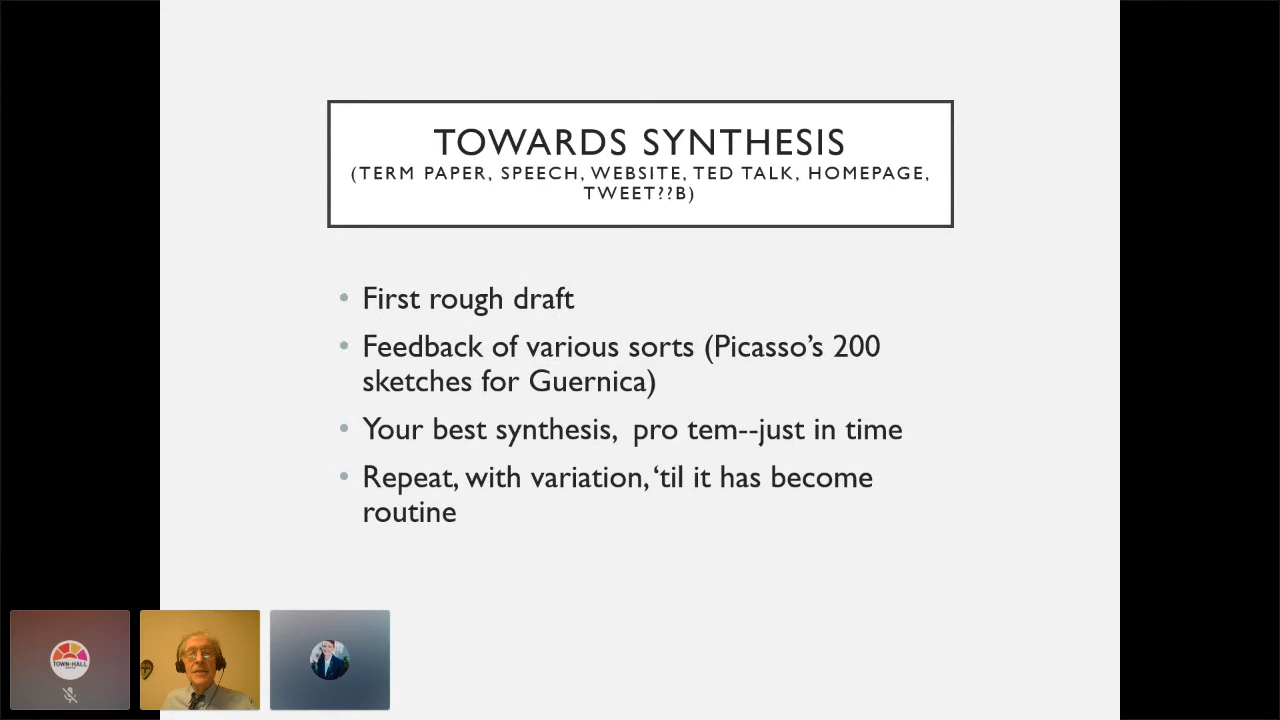 TOWARDS SYNTHESIS
(TERM PAPER, SPEECH, WEBSITE, TED TALK, HOMEPAGE,
TWEET??B)
• First rough draft
• Feedback of various sorts (Picasso’s 200
sketches for Guernica)
• Your best synthesis,  pro tem--just in time
• Repeat, with variation, ‘til it has become
routine
TOWN HALL